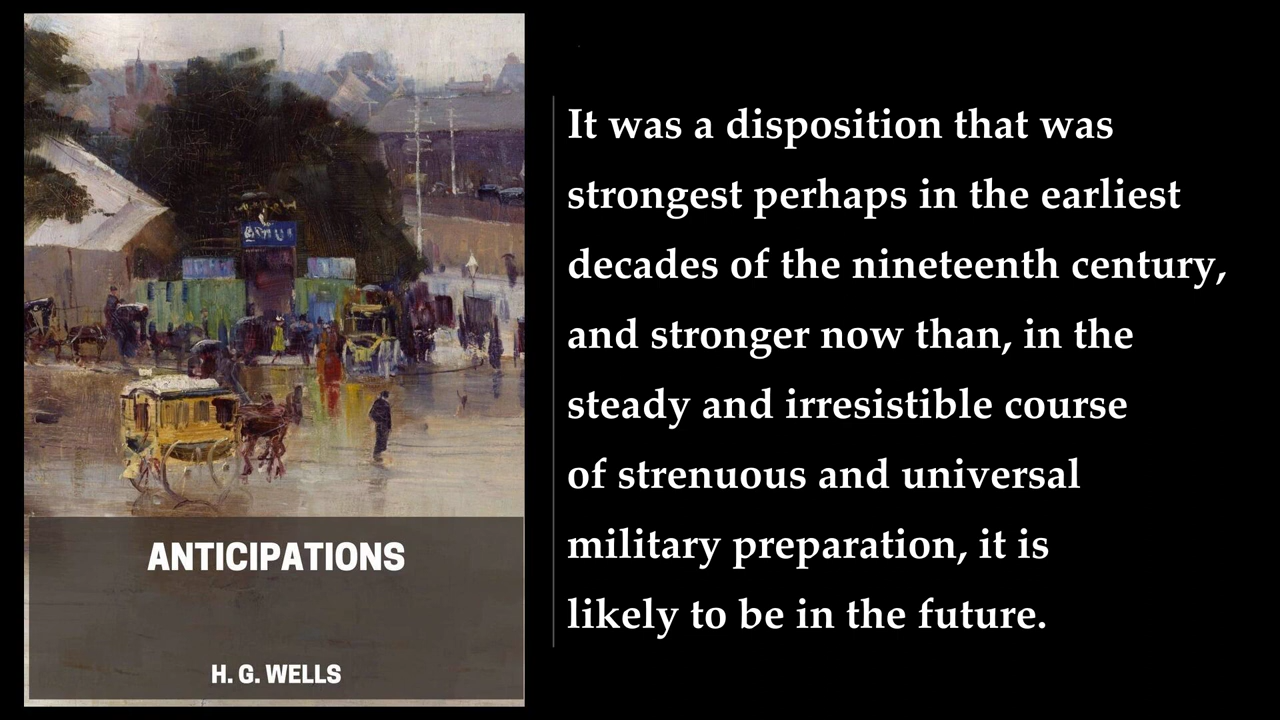 ANTICIPATIONS
H. G. WELLS
It was a disposition that was
strongest perhaps in the earliest
decades of the nineteenth century,
and stronger now than, in the
steady and irresistible course
of strenuous and universal
military preparation, it is
likely to be in the future.